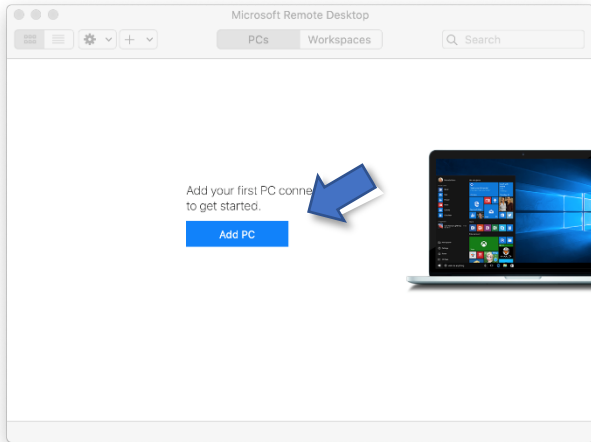 Microsoft Remote Desktop
PCs
Workspaces
Search
Add your first PC conne
to get started.
Add PC